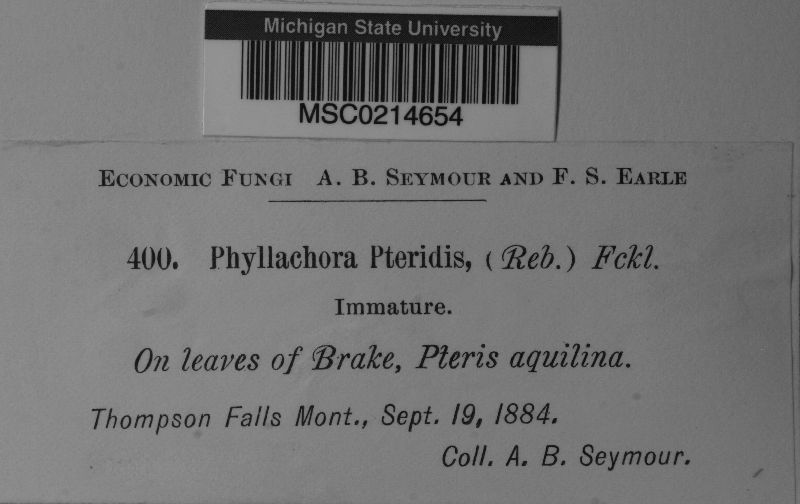 Michigan State University
MSC0214654
Economic Fungi A. B. Seymour and F. S. Earle
400. Phyllachora Pteridis, (Reb.) Fckl.
Immature.
On leaves of Brake, Pteris aquilina.
Thompson Falls Mont., Sept. 19, 1884.
Coll. A. B. Seymour.